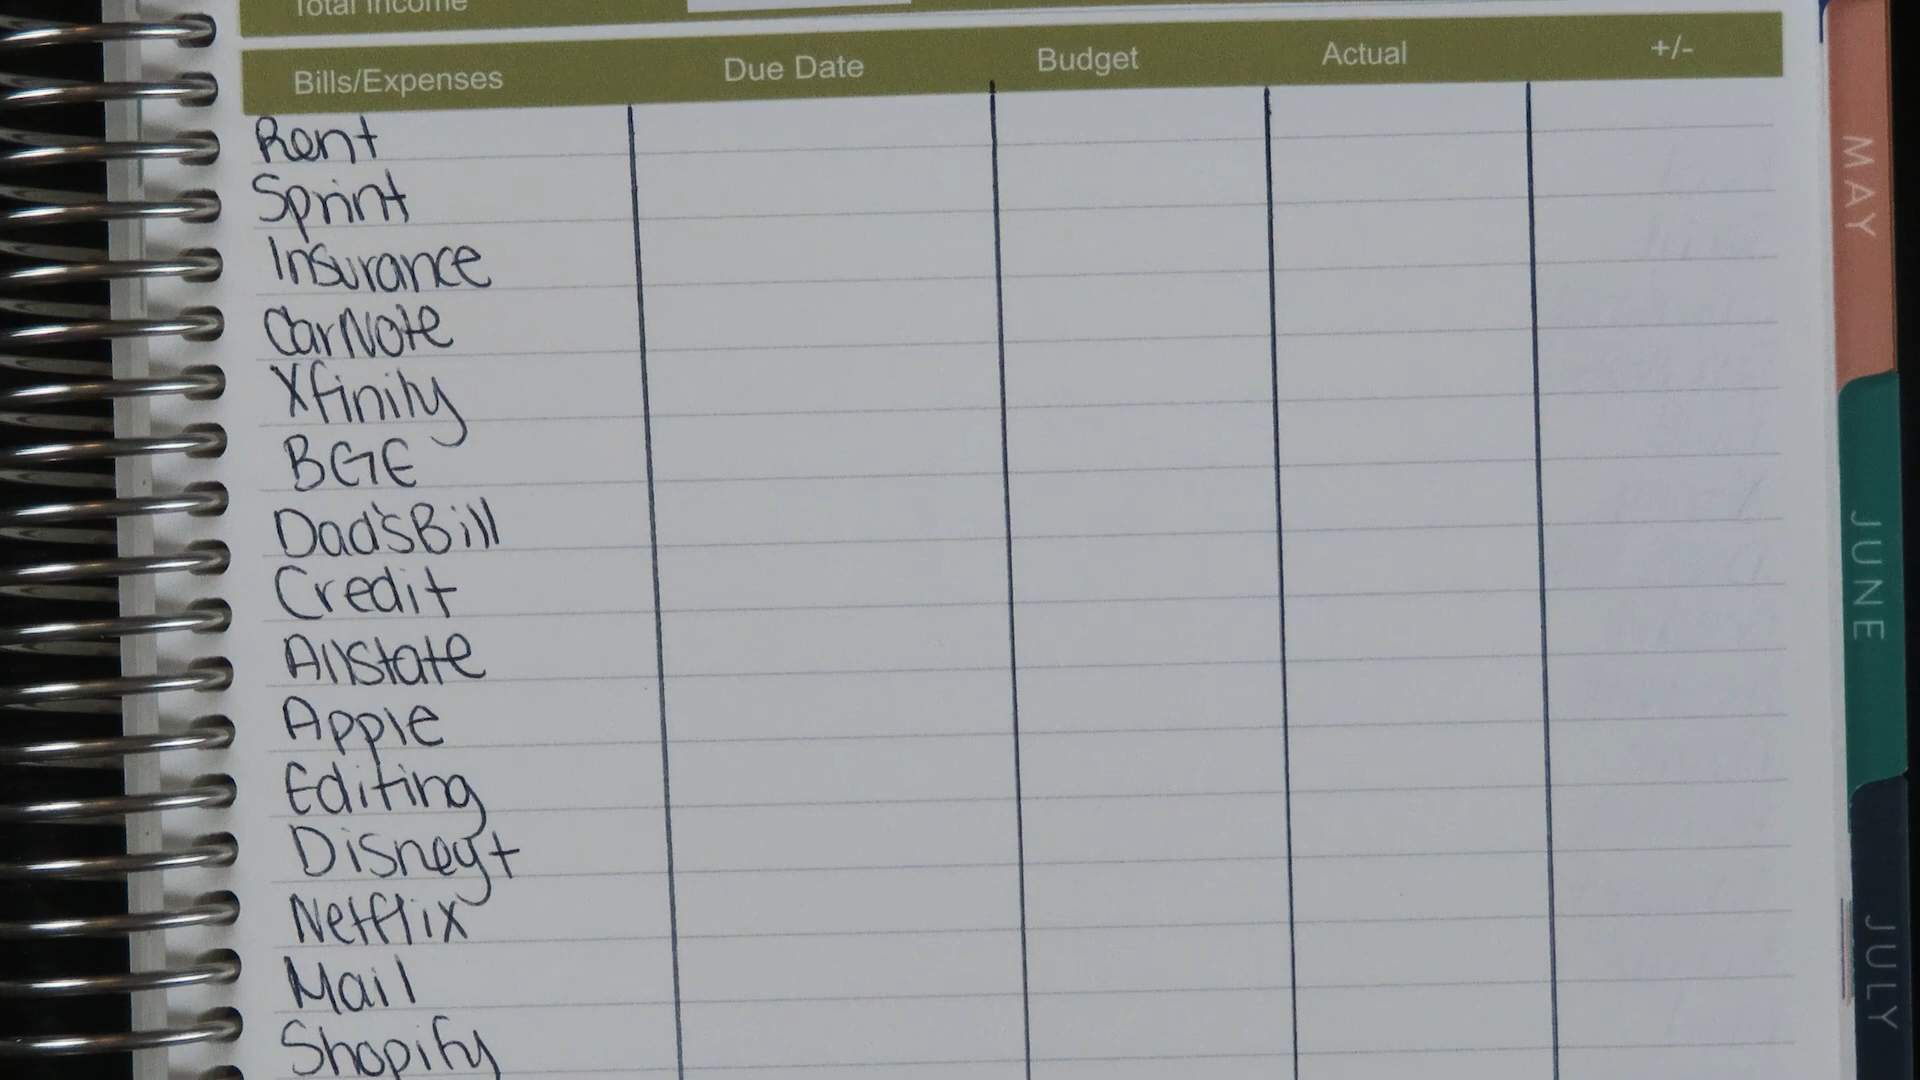 Total Income
Bills/Expenses Due Date Budget Actual +/-
Rent
Sprint
Insurance
CarNote
Xfinity
BGE
Dad'sBill
Credit
Allstate
Apple
Editing
Disney+
Netflix
Mail
Shopify
MAY
JUNE
JULY